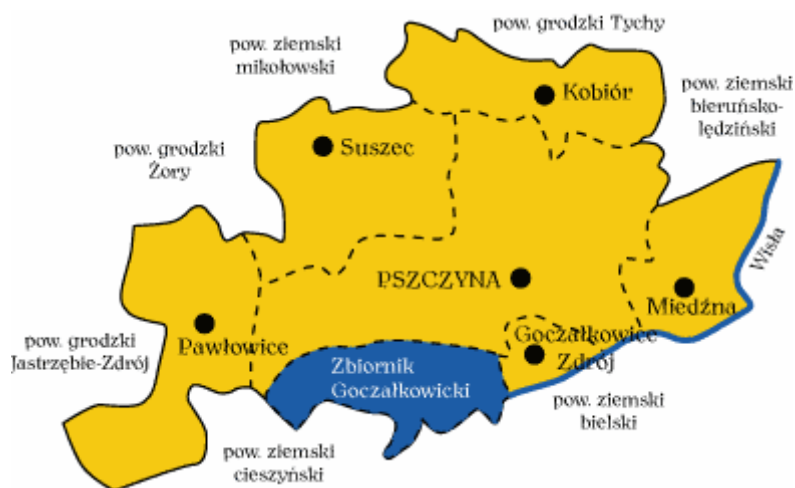 pow. grodzki Tychy
pow. ziemski
mikołowski
pow. ziemski
bieruńsko-
lędziński
Kobiór
pow. grodzki
Żory
Suszec
Wisła
PSZCZYNA
Miedźna
pow. grodzki
Jastrzębie-Zdrój
Pawłowice
Goczałkowice
Zdrój
Zbiornik
Goczałkowicki
pow. ziemski
bielski
pow. ziemski
cieszyński